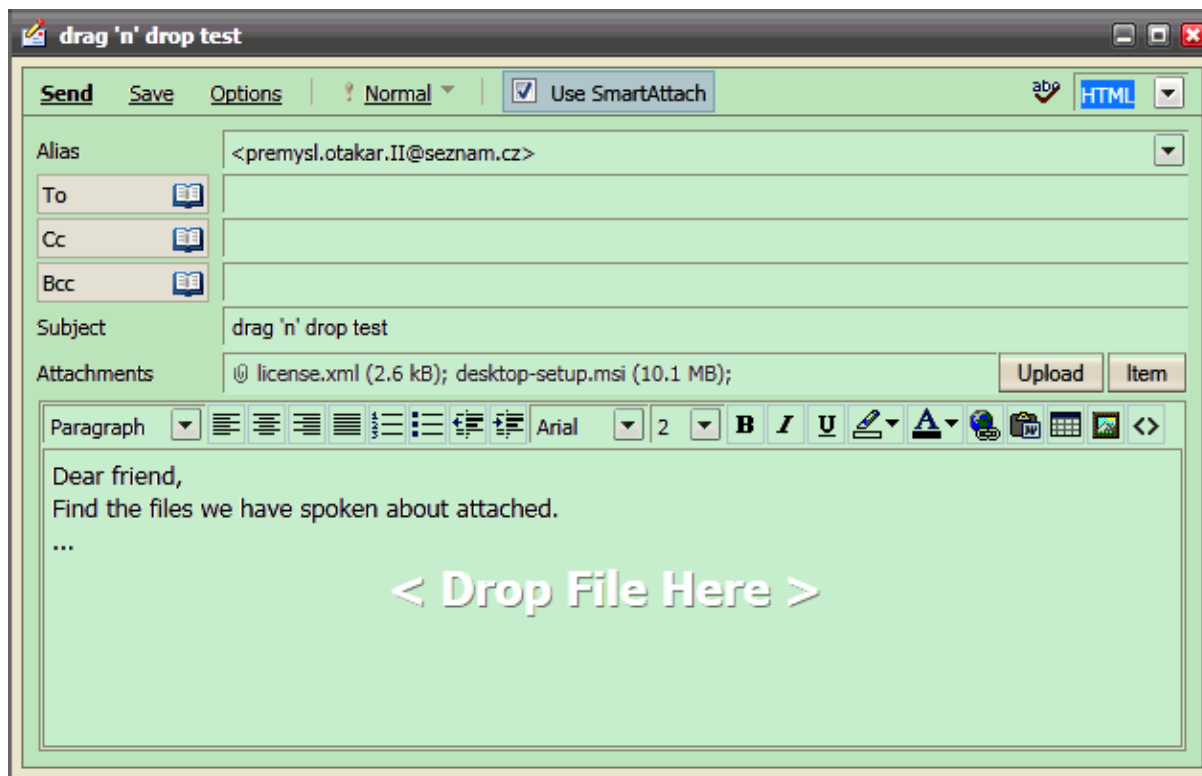 drag 'n' drop test
Send Save Options ! Normal Use SmartAttach abc HTML
Alias <premysl.otakar.II@seznam.cz>
To
Cc
Bcc
Subject drag 'n' drop test
Attachments license.xml (2.6 kB); desktop-setup.msi (10.1 MB); Upload Item
Paragraph Arial 2 B I U A <>
Dear friend,
Find the files we have spoken about attached.
...
< Drop File Here >